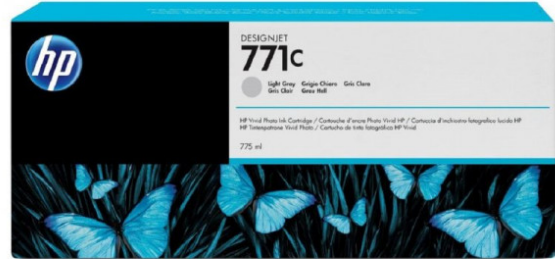 hp
DESIGNJET
771C
Light Gray Grigio Chiaro Gris Claro
Gris Clair Grau Hell
HP Vivid Photo Ink Cartridge / Cartouche d'encre Photo Vivid HP / Cartuccia d'inchiostro fotografico lucido HP
HP Tintenpatrone Vivid Photo / Cartucho de tinta fotográfica HP Vivid
775 ml